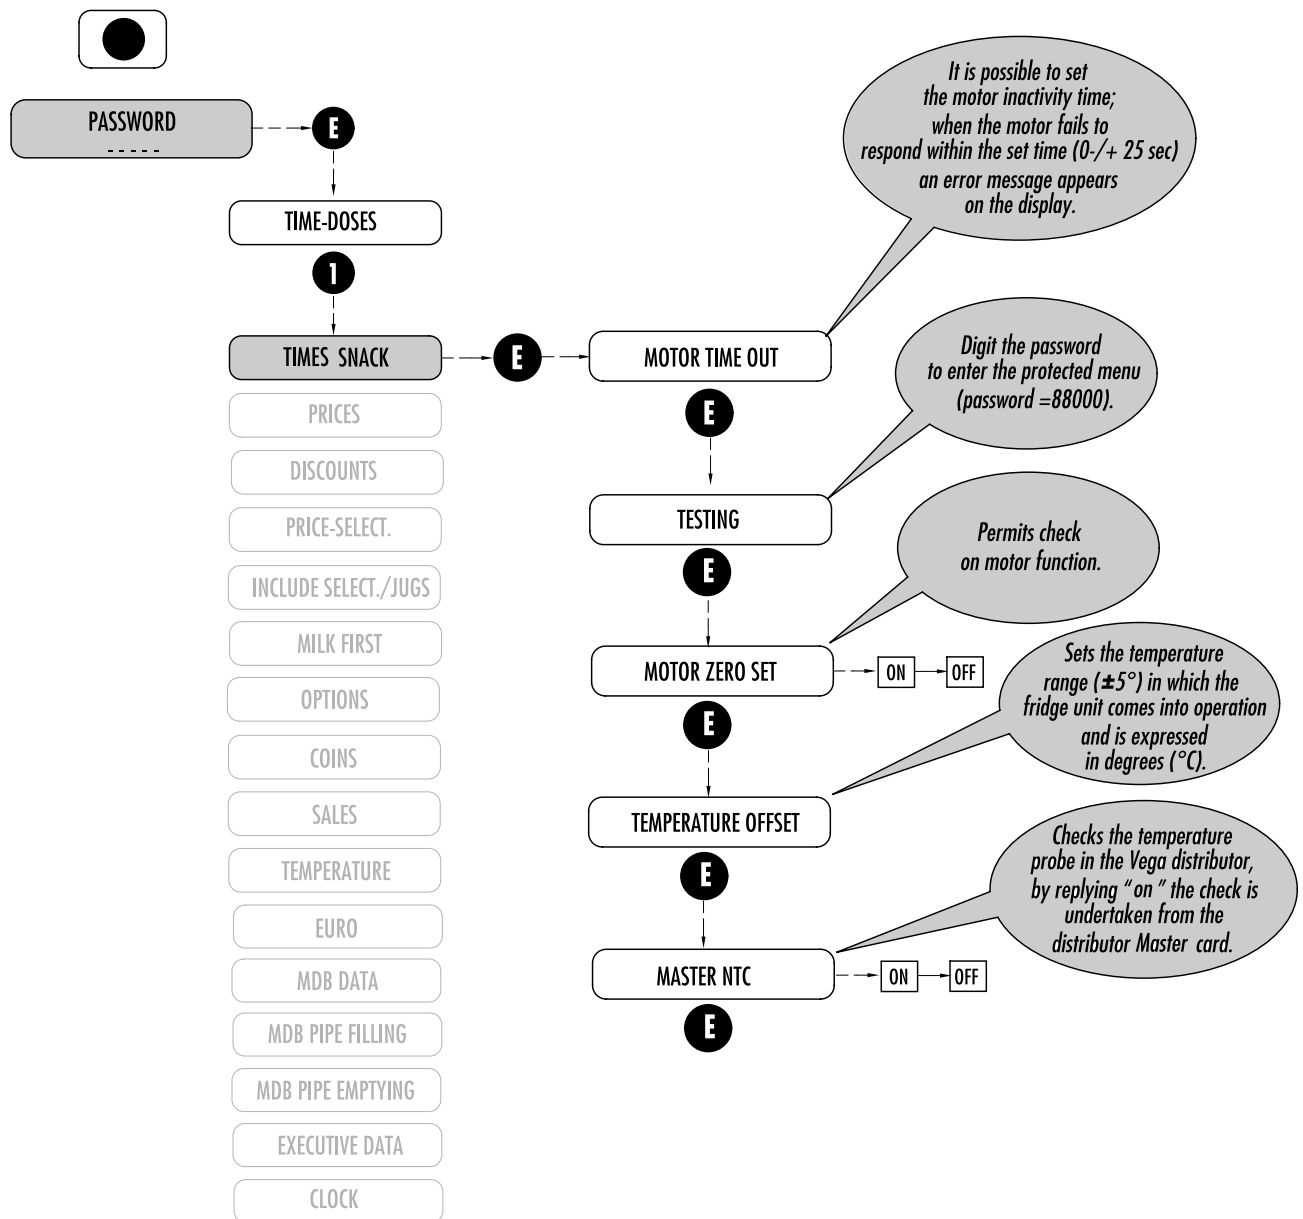 PASSWORD
- - - - -
E
TIME-DOSES
1
TIMES SNACK
E
PRICES
DISCOUNTS
PRICE-SELECT.
INCLUDE SELECT./JUGS
MILK FIRST
OPTIONS
COINS
SALES
TEMPERATURE
EURO
MDB DATA
MDB PIPE FILLING
MDB PIPE EMPTYING
EXECUTIVE DATA
CLOCK
MOTOR TIME OUT
It is possible to set
the motor inactivity time;
when the motor fails to
respond within the set time (0-/+ 25 sec)
an error message appears
on the display.
E
TESTING
Digit the password
to enter the protected menu
(password =88000).
E
MOTOR ZERO SET
ON
OFF
Permits check
on motor function.
E
TEMPERATURE OFFSET
Sets the temperature
range (±5°) in which the
fridge unit comes into operation
and is expressed
in degrees (°C).
E
MASTER NTC
ON
OFF
Checks the temperature
probe in the Vega distributor,
by replying “on” the check is
undertaken from the
distributor Master card.
E